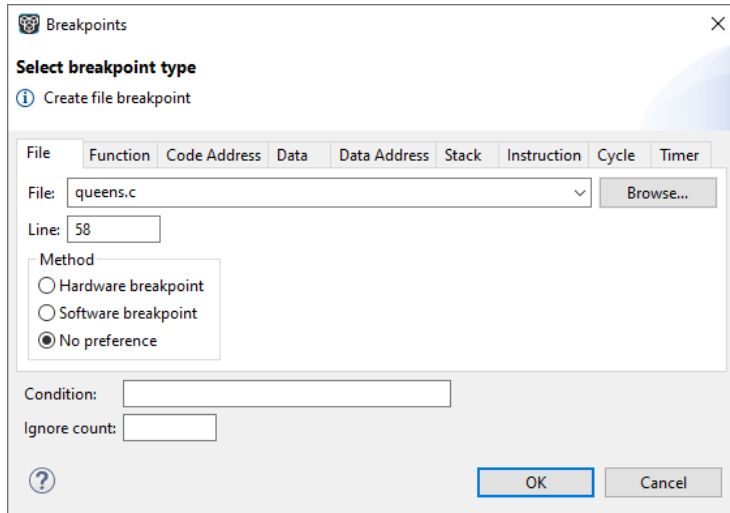 Breakpoints
Select breakpoint type
Create file breakpoint
File Function Code Address Data Data Address Stack Instruction Cycle Timer
File: queens.c Browse...
Line: 58
Method
Hardware breakpoint
Software breakpoint
No preference
Condition:
Ignore count:
OK Cancel